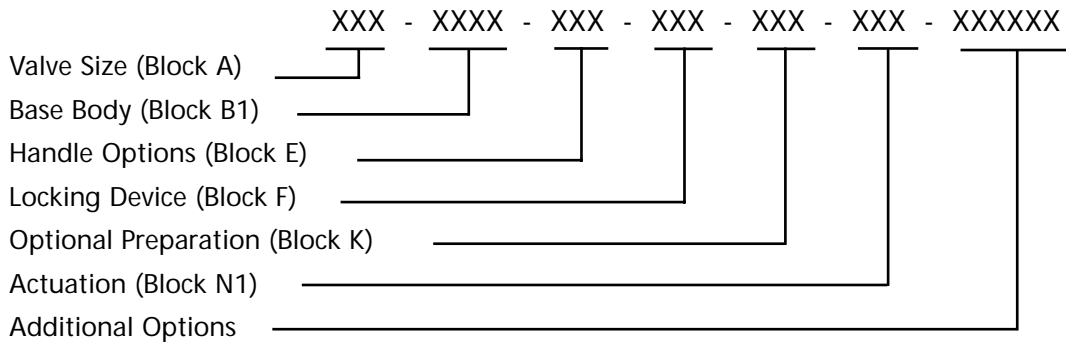 XXX - XXXX - XXX - XXX - XXX - XXX - XXXXXX
Valve Size (Block A)
Base Body (Block B1)
Handle Options (Block E)
Locking Device (Block F)
Optional Preparation (Block K)
Actuation (Block N1)
Additional Options